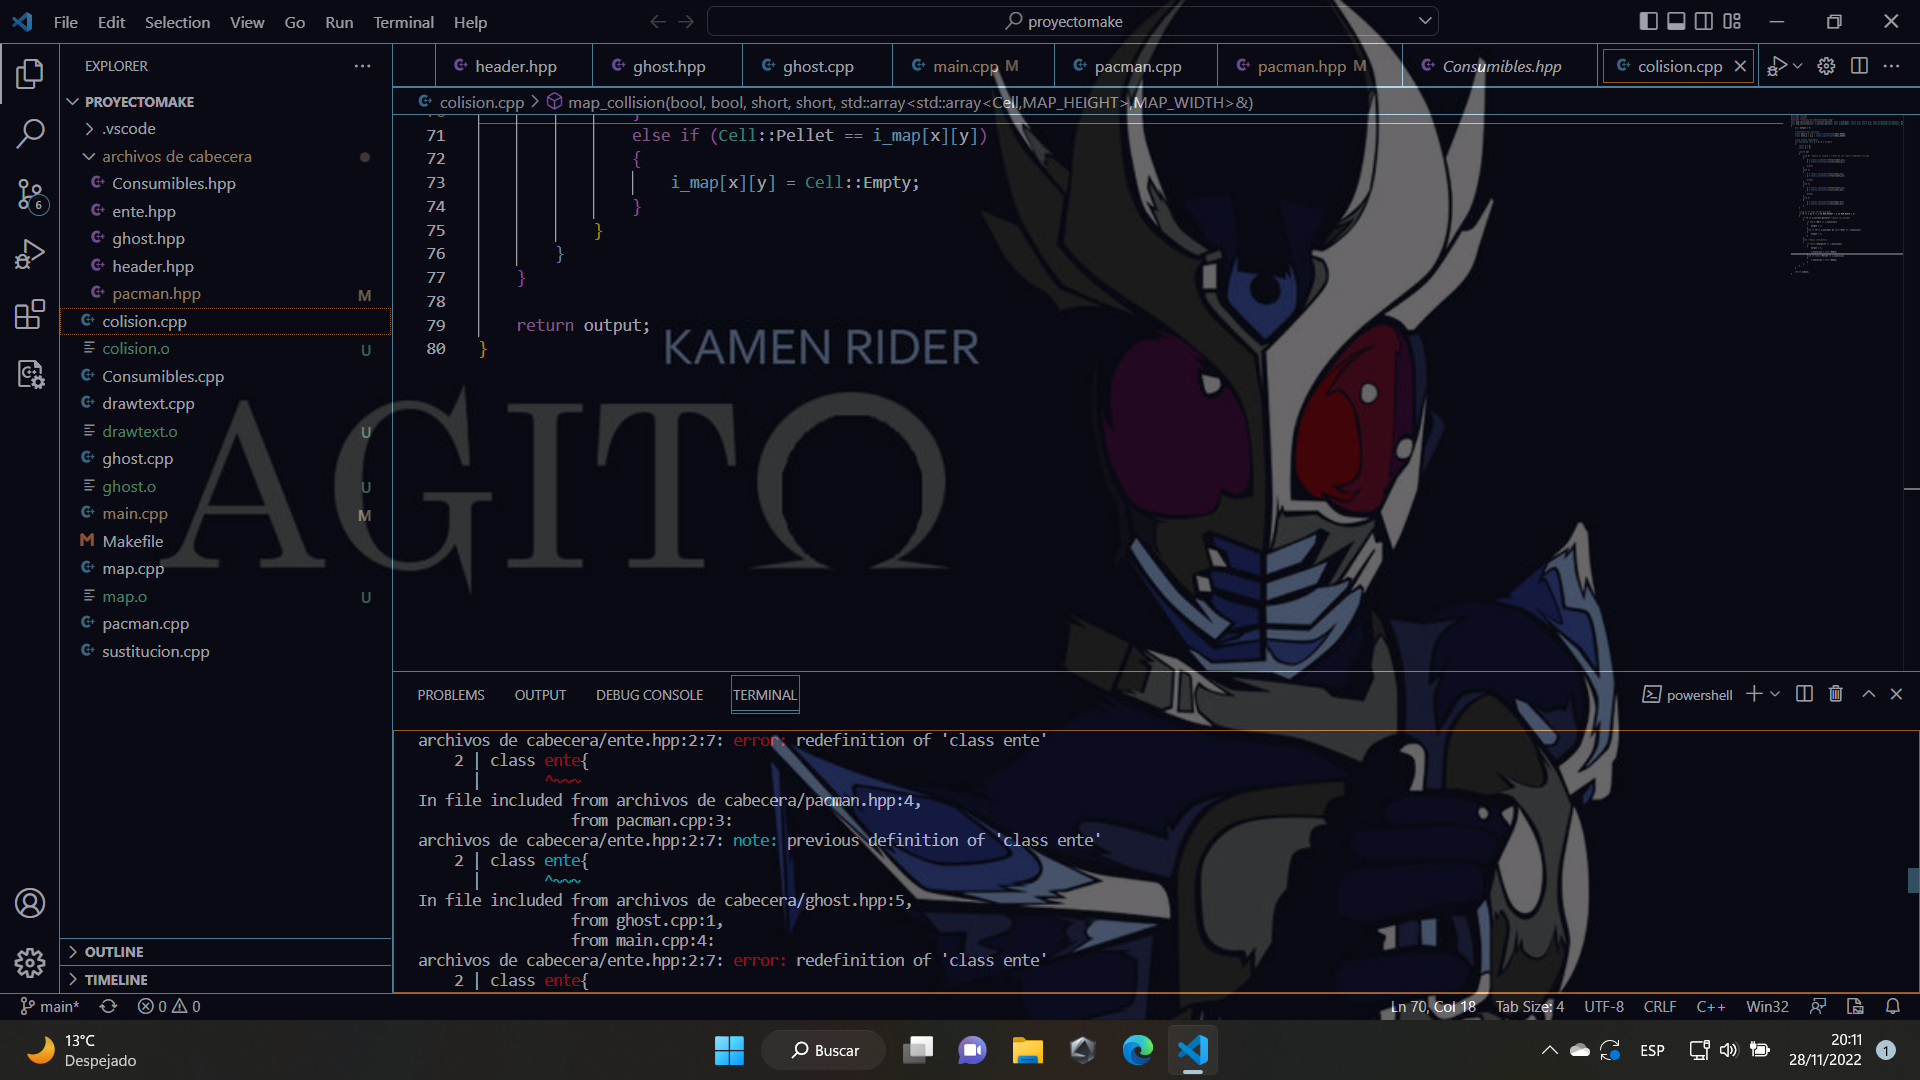 File Edit Selection View Go Run Terminal Help
proyectomake
EXPLORER
header.hpp
ghost.hpp
ghost.cpp
main.cpp M
pacman.cpp
pacman.hpp M
Consumibles.hpp
colision.cpp
colision.cpp > map_collision(bool, bool, short, short, std::array<std::array<Cell,MAP_HEIGHT>,MAP_WIDTH>&)
PROYECTOMAKE
.vscode
archivos de cabecera
Consumibles.hpp
ente.hpp
ghost.hpp
header.hpp
pacman.hpp M
colision.cpp
colision.o U
Consumibles.cpp
drawtext.cpp
drawtext.o U
ghost.cpp
ghost.o U
main.cpp M
Makefile
map.cpp
map.o U
pacman.cpp
sustitucion.cpp
6
OUTLINE
TIMELINE
71 else if (Cell::Pellet == i_map[x][y])
72 {
73 i_map[x][y] = Cell::Empty;
74 }
75 }
76 }
77 }
78
79 return output;
80 }
KAMEN RIDER
AGITΩ
PROBLEMS OUTPUT DEBUG CONSOLE TERMINAL
powershell
archivos de cabecera/ente.hpp:2:7: error: redefinition of 'class ente'
2 | class ente{
| ^~~~
In file included from archivos de cabecera/pacman.hpp:4,
from pacman.cpp:3:
archivos de cabecera/ente.hpp:2:7: note: previous definition of 'class ente'
2 | class ente{
| ^~~~
In file included from archivos de cabecera/ghost.hpp:5,
from ghost.cpp:1,
from main.cpp:4:
archivos de cabecera/ente.hpp:2:7: error: redefinition of 'class ente'
2 | class ente{
main* 0 0
Ln 70, Col 18 Tab Size: 4 UTF-8 CRLF C++ Win32
13°C
Despejado
Buscar
ESP
20:11
28/11/2022
1